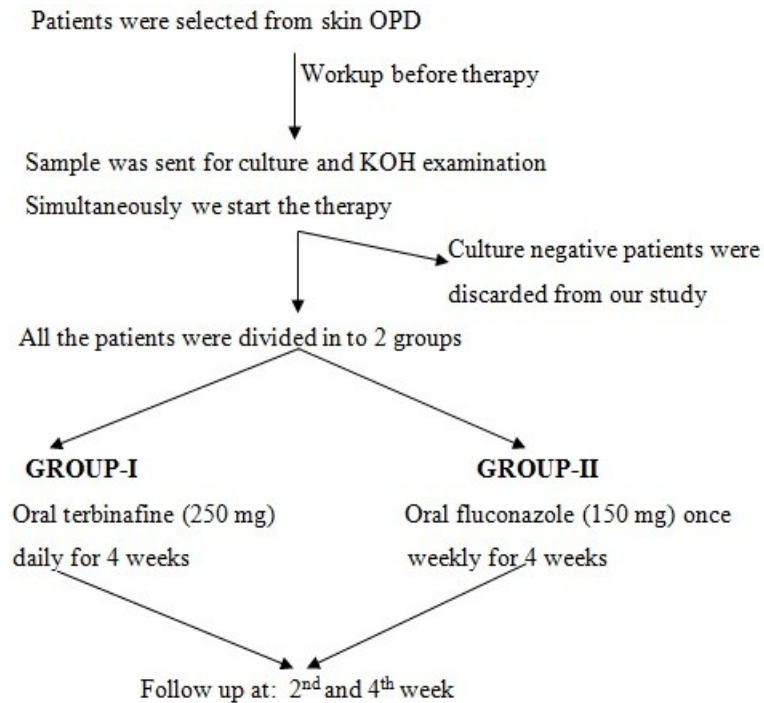 Patients were selected from skin OPD
Workup before therapy
Sample was sent for culture and KOH examination
Simultaneously we start the therapy
Culture negative patients were
discarded from our study
All the patients were divided in to 2 groups
GROUP-I
Oral terbinafine (250 mg)
daily for 4 weeks
GROUP-II
Oral fluconazole (150 mg) once
weekly for 4 weeks
Follow up at: 2nd and 4th week